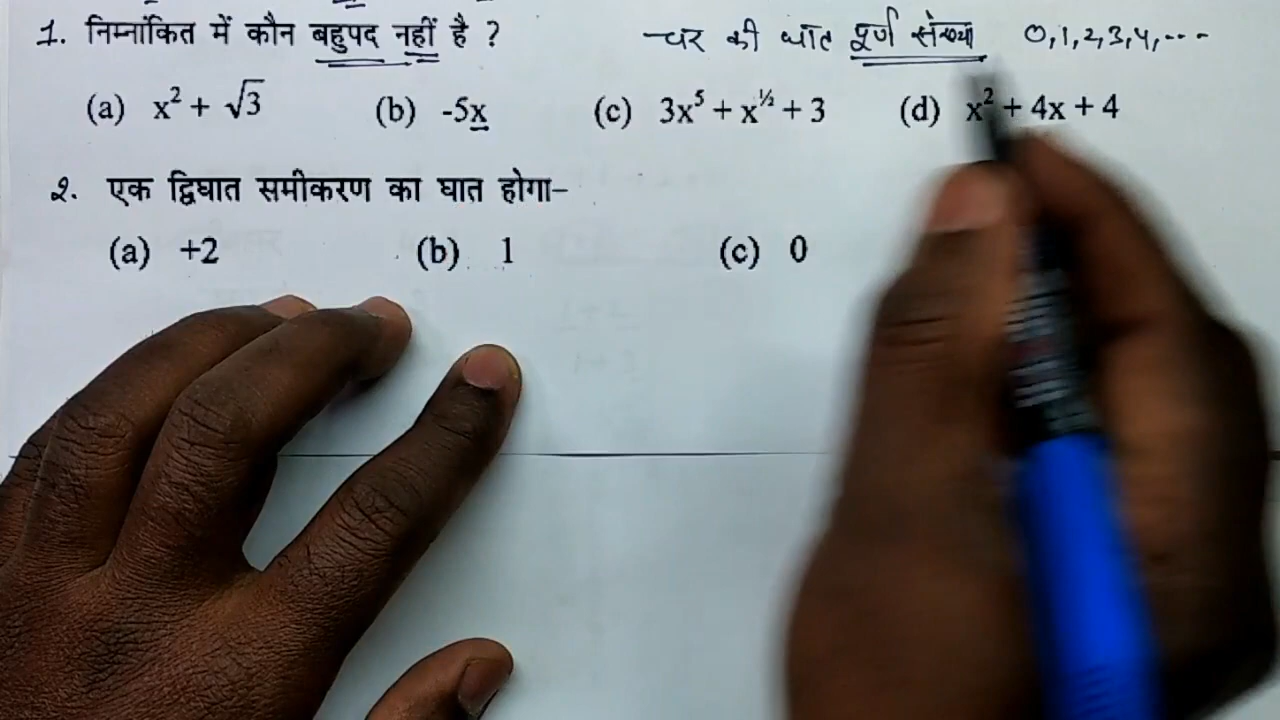 1. निम्नांकित में कौन बहुपद नहीं है ? चर की घात पूर्ण संख्या 0,1,2,3,4,---
(a) x² + √3 (b) -5x (c) 3x⁵ + x^½ + 3 (d) x² + 4x + 4
2. एक द्विघात समीकरण का घात होगा–
(a) +2 (b) 1 (c) 0